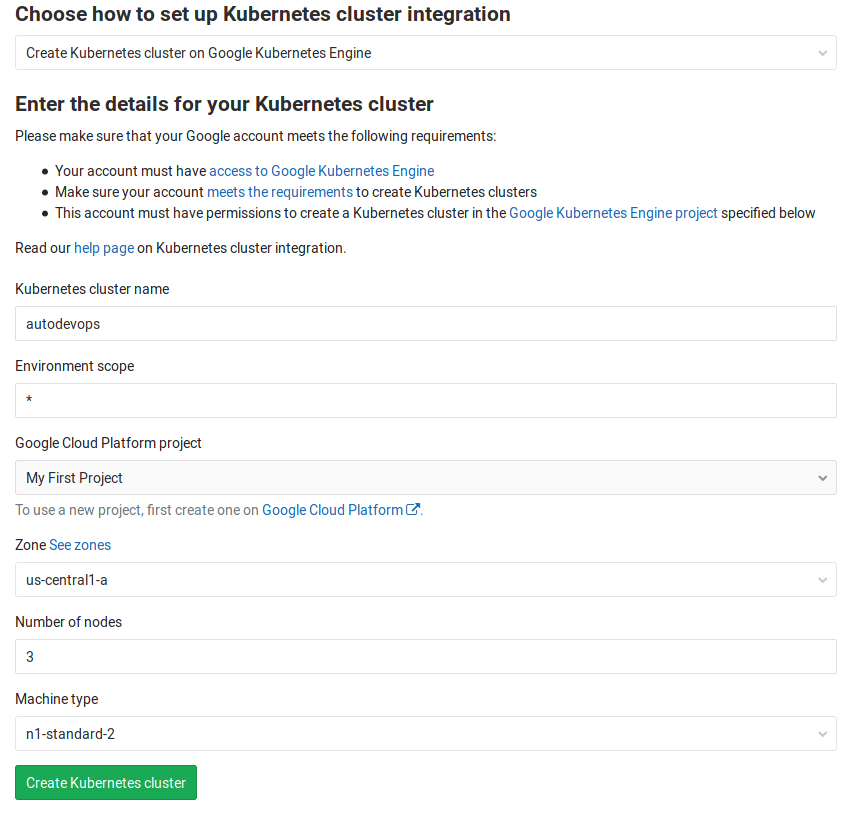 Choose how to set up Kubernetes cluster integration
Create Kubernetes cluster on Google Kubernetes Engine
Enter the details for your Kubernetes cluster
Please make sure that your Google account meets the following requirements:
• Your account must have access to Google Kubernetes Engine
• Make sure your account meets the requirements to create Kubernetes clusters
• This account must have permissions to create a Kubernetes cluster in the Google Kubernetes Engine project specified below
Read our help page on Kubernetes cluster integration.
Kubernetes cluster name
autodevops
Environment scope
*
Google Cloud Platform project
My First Project
To use a new project, first create one on Google Cloud Platform.
Zone See zones
us-central1-a
Number of nodes
3
Machine type
n1-standard-2
Create Kubernetes cluster